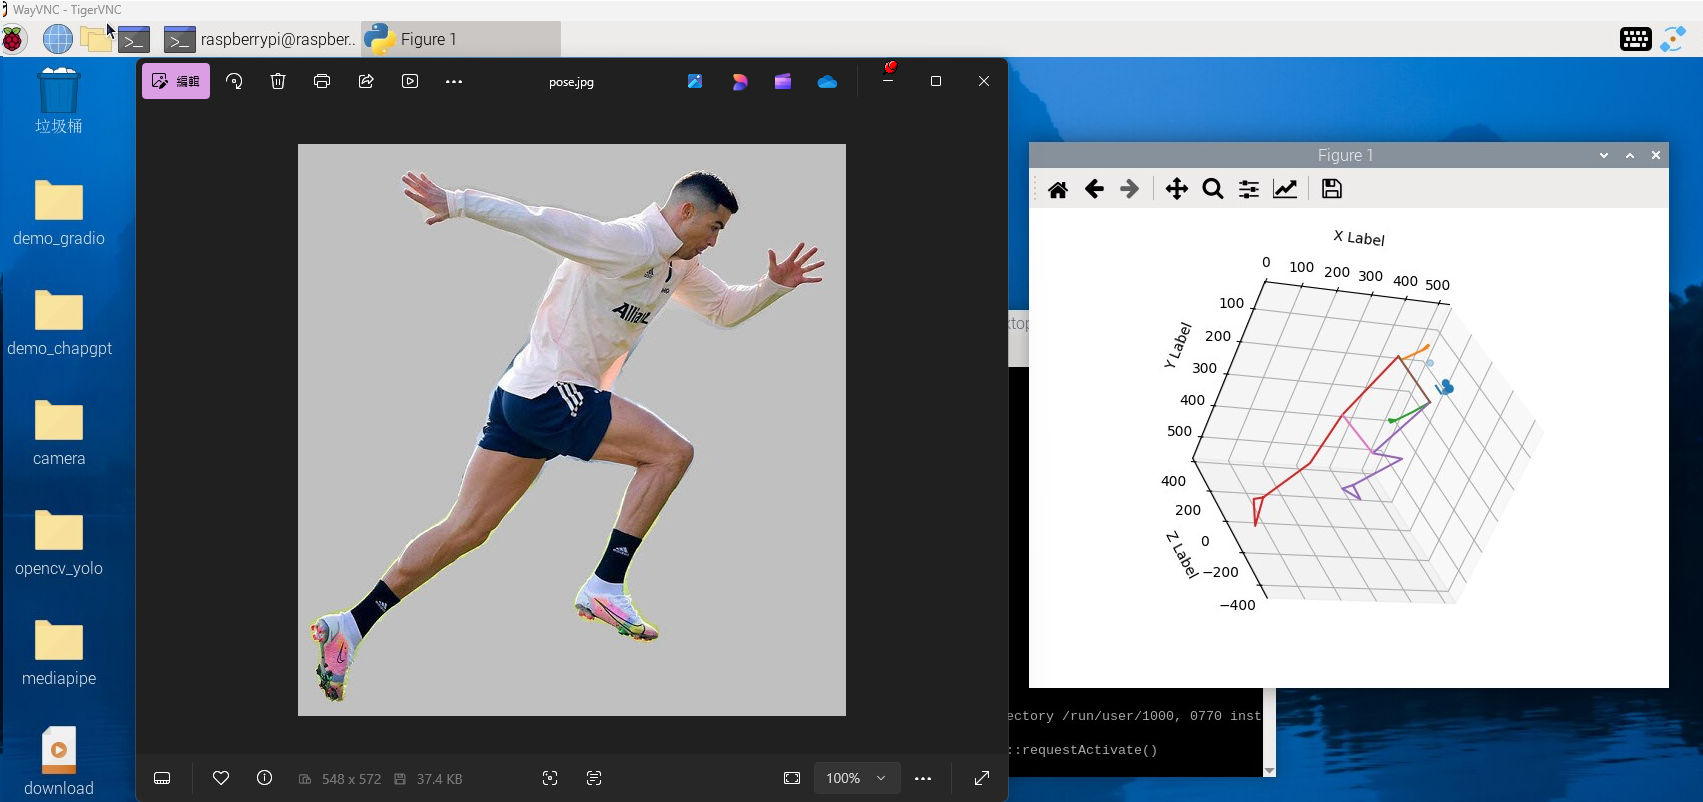 WayVNC - TigerVNC
raspberrypi@raspber..
Figure 1
垃圾桶
demo_gradio
demo_chapgpt
camera
opencv_yolo
mediapipe
download
編輯
pose.jpg
Allianz
548 x 572
37.4 KB
100%
Figure 1
X Label
0 100 200 300 400 500
Y Label
100
200
300
400
500
Z Label
400
200
0
−200
−400
ktop
ectory /run/user/1000, 0770 inst
::requestActivate()